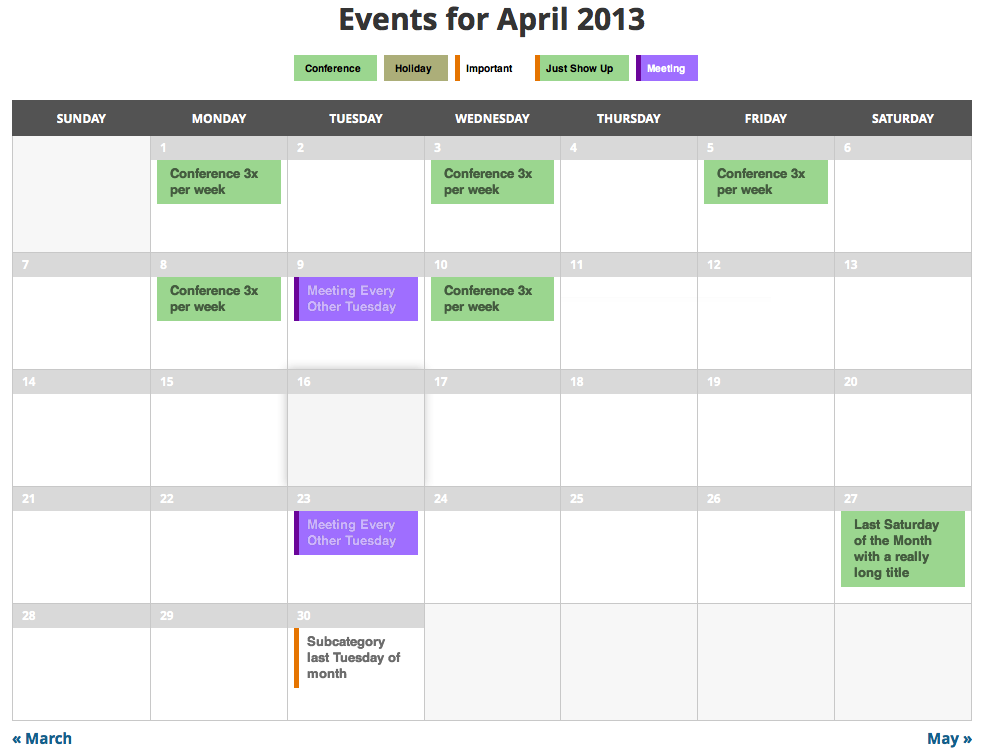 Events for April 2013
Conference Holiday Important Just Show Up Meeting
SUNDAY MONDAY TUESDAY WEDNESDAY THURSDAY FRIDAY SATURDAY
1 2 3 4 5 6
Conference 3x Conference 3x Conference 3x
per week per week per week
7 8 9 10 11 12 13
Conference 3x Meeting Every Conference 3x
per week Other Tuesday per week
14 15 16 17 18 19 20
21 22 23 24 25 26 27
Meeting Every Last Saturday
Other Tuesday of the Month
with a really
long title
28 29 30
Subcategory
last Tuesday of
month
« March May »